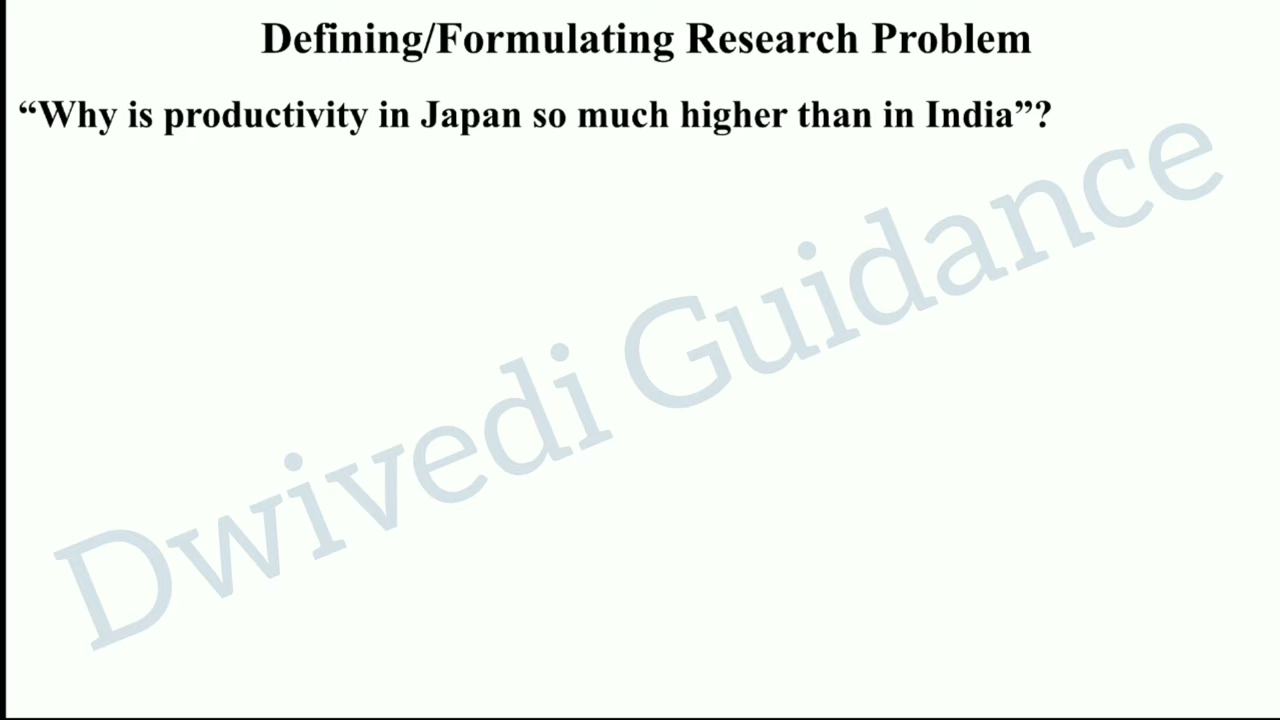 Defining/Formulating Research Problem
“Why is productivity in Japan so much higher than in India”?
Dwivedi Guidance